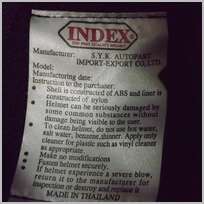 INDEX
THE PERFECT QUALITY HELMET
Manufacturer: S.Y.K AUTOPART
IMPORT-EXPORT CO.,LTD.
Model:
Manufacturing date:
Instruction to the purchaser:
• Shell is constructed of ABS and liner is
constructed of nylon
• Helmet can be seriously damaged by
some common substances without
damage being visible to the user.
• To clean helmet, do not use hot water,
salt water, benzene, thinner. Apply only
cleaner for plastic such as vinyl cleaner
as appropriate.
• Make no modifications
• Fasten helmet securely.
• If helmet experience a severe blow,
return it to the manufacturer for
inspection or destroy and replace it
MADE IN THAILAND